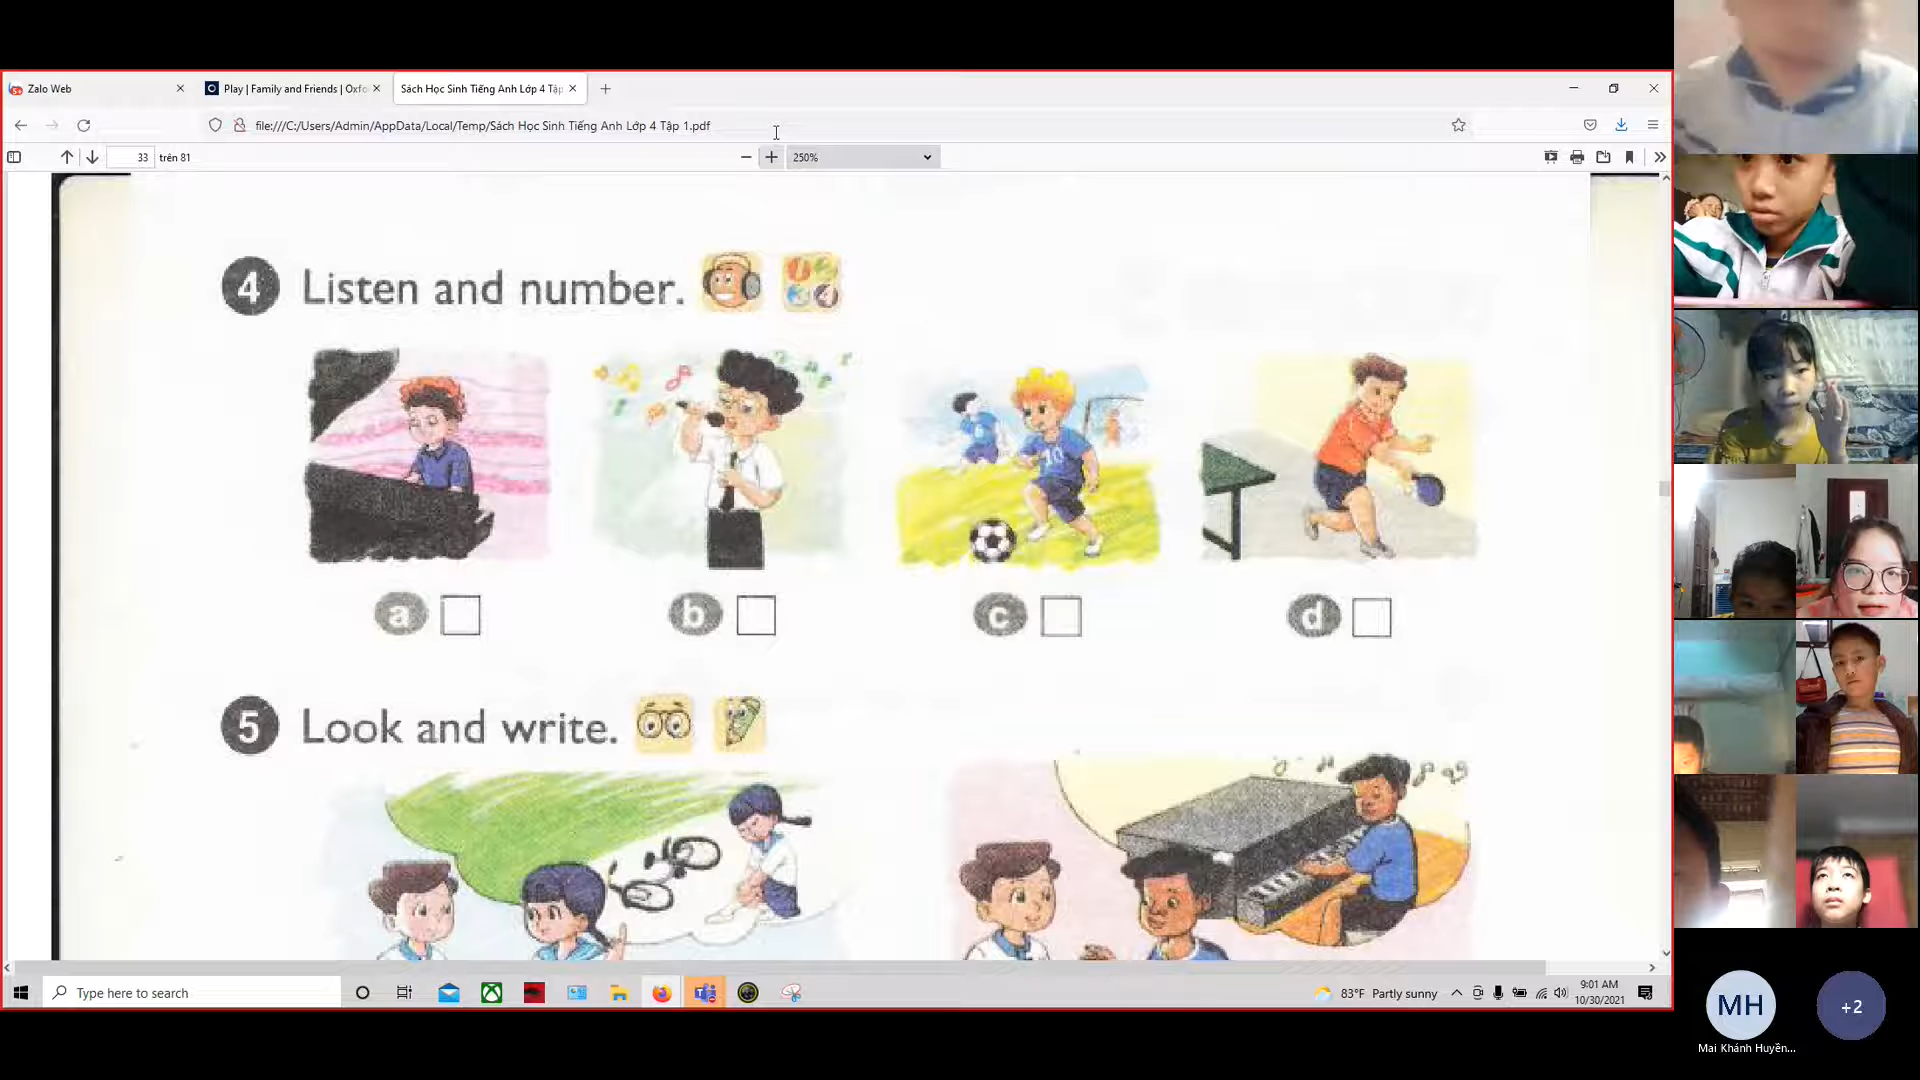 Zalo Web
Play | Family and Friends | Oxfo
Sách Học Sinh Tiếng Anh Lớp 4 Tập
file:///C:/Users/Admin/AppData/Local/Temp/Sách Học Sinh Tiếng Anh Lớp 4 Tập 1.pdf
33 trên 81
250%
4 Listen and number.
10
a b c d
5 Look and write.
Type here to search
83°F Partly sunny
9:01 AM
10/30/2021
MH
+2
Mai Khánh Huyền...